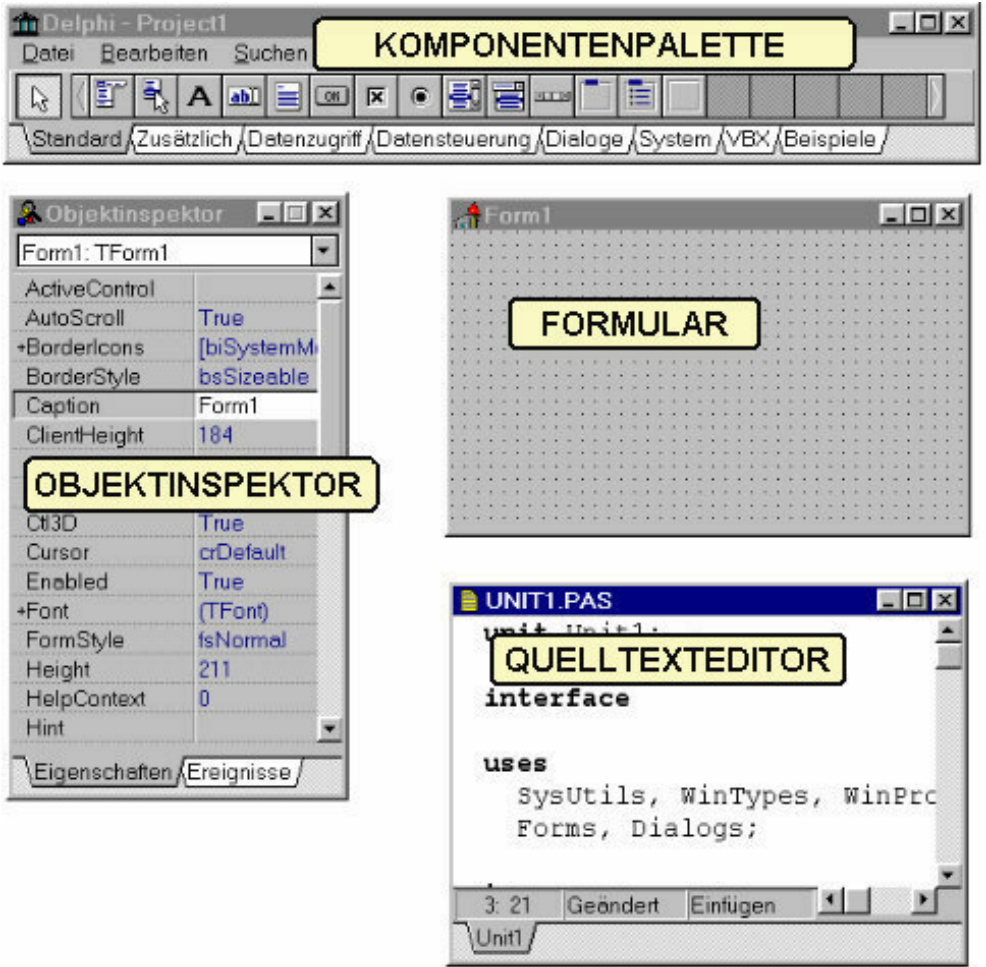 Delphi - Project1
KOMPONENTENPALETTE
Datei Bearbeiten Suchen
A ab OK
Standard Zusätzlich Datenzugriff Datensteuerung Dialoge System VBX Beispiele
Objektinspektor
Form1: TForm1
ActiveControl
AutoScroll True
+BorderIcons [biSystemM
BorderStyle bsSizeable
Caption Form1
ClientHeight 184
OBJEKTINSPEKTOR
Ctl3D True
Cursor crDefault
Enabled True
+Font (TFont)
FormStyle fsNormal
Height 211
HelpContext 0
Hint
Eigenschaften Ereignisse
Form1
FORMULAR
UNIT1.PAS
unit Unit1;
QUELLTEXTEDITOR
interface
uses
SysUtils, WinTypes, WinProc
Forms, Dialogs;
3: 21 Geändert Einfügen
Unit1